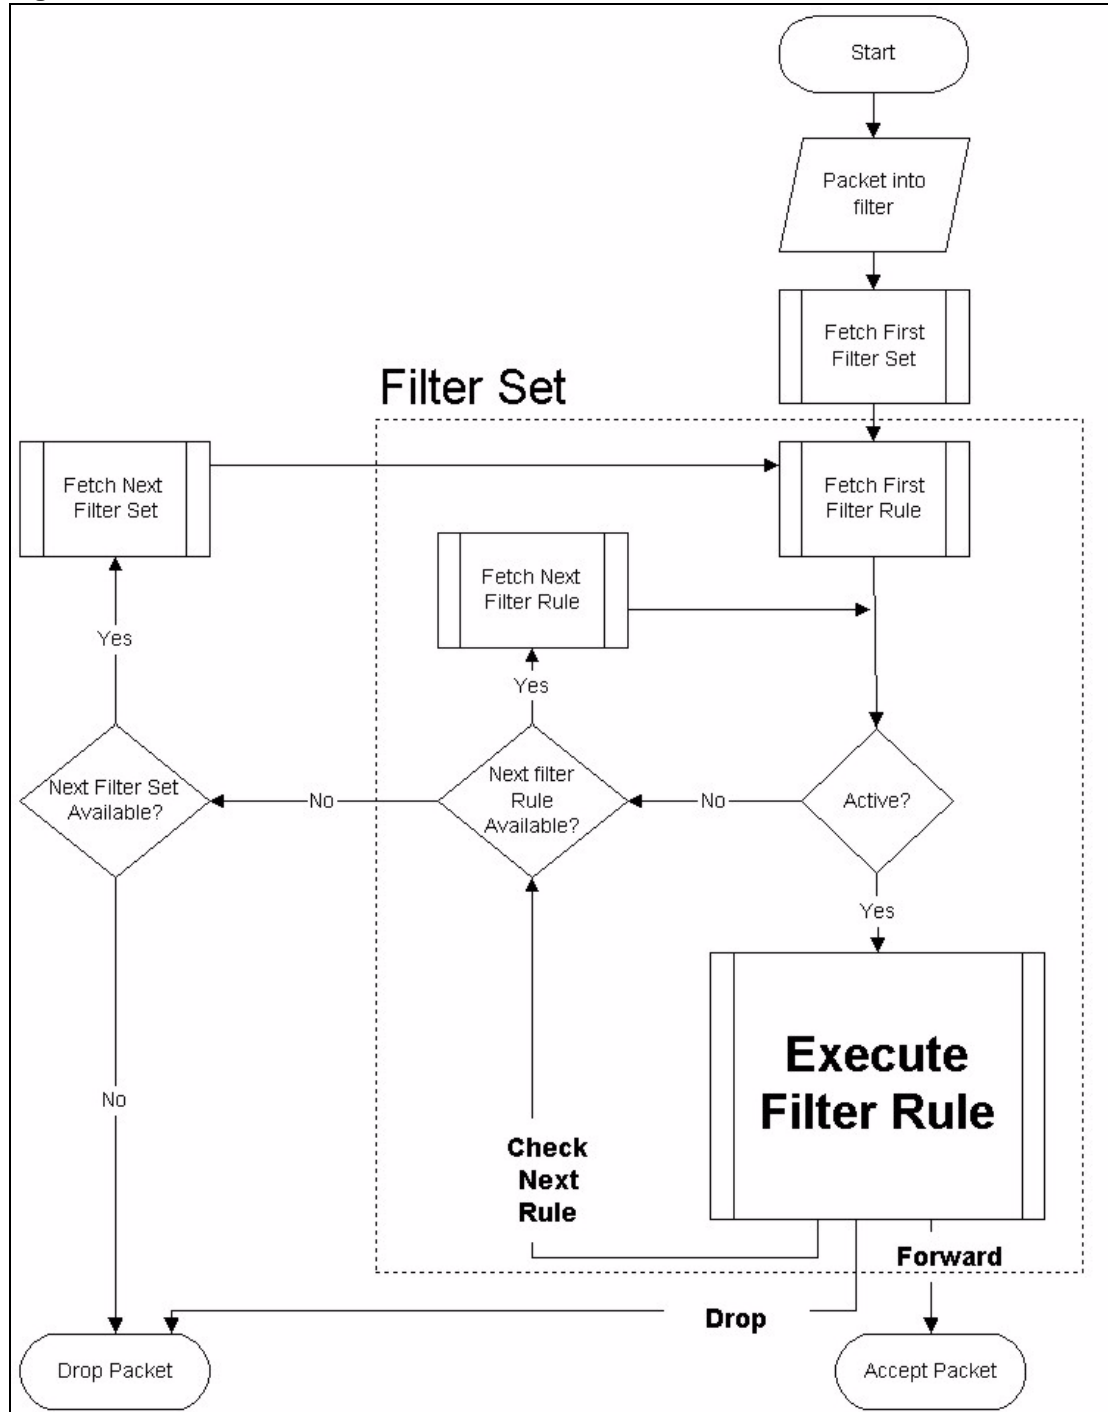 Start
Packet into
filter
Fetch First
Filter Set
Filter Set
Fetch Next
Filter Set
Fetch First
Filter Rule
Fetch Next
Filter Rule
Yes
Yes
Next Filter Set
Available?
No
Next filter
Rule
Available?
No
Active?
Yes
Execute
Filter Rule
No
Check
Next
Rule
Forward
Drop
Drop Packet
Accept Packet